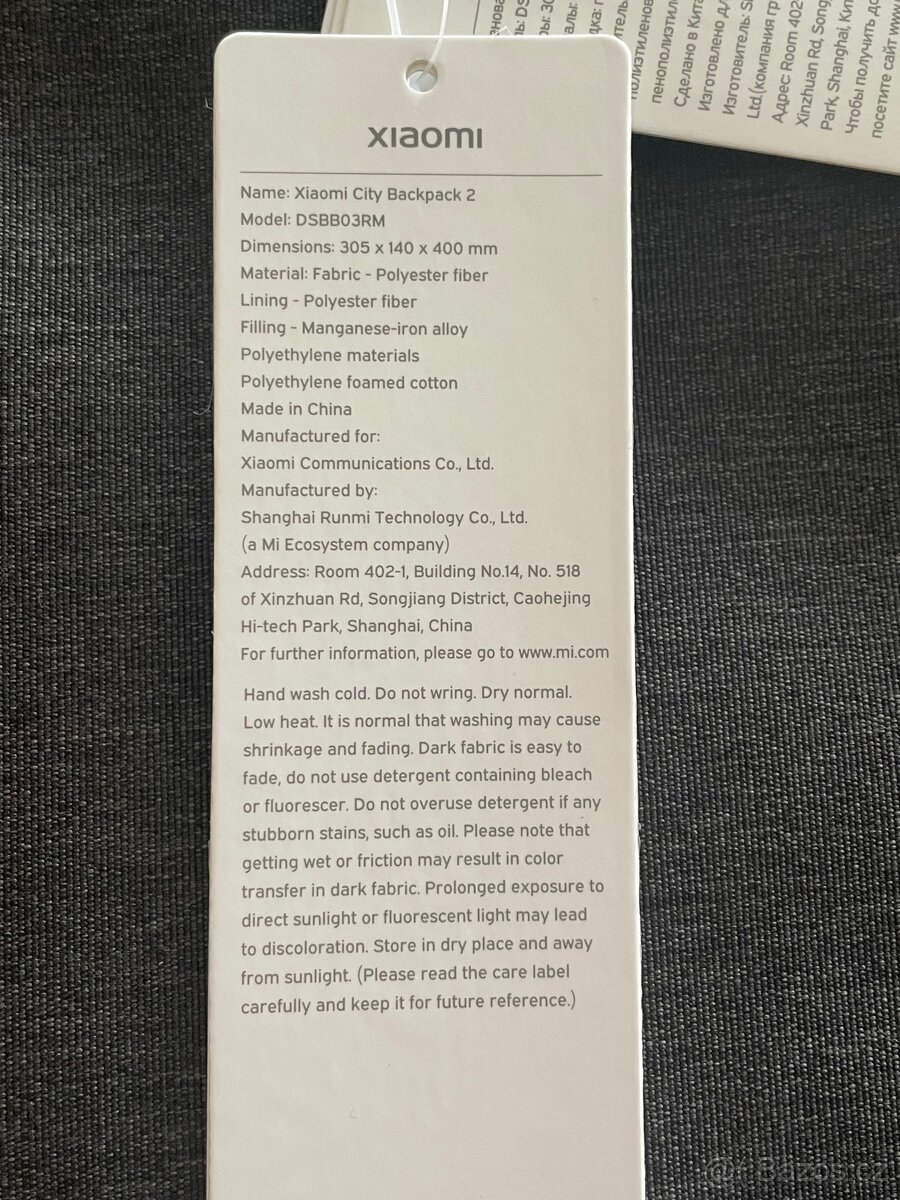 xiaomi
Name: Xiaomi City Backpack 2
Model: DSBB03RM
Dimensions: 305 x 140 x 400 mm
Material: Fabric - Polyester fiber
Lining - Polyester fiber
Filling - Manganese-iron alloy
Polyethylene materials
Polyethylene foamed cotton
Made in China
Manufactured for:
Xiaomi Communications Co., Ltd.
Manufactured by:
Shanghai Runmi Technology Co., Ltd.
(a Mi Ecosystem company)
Address: Room 402-1, Building No.14, No. 518
of Xinzhuan Rd, Songjiang District, Caohejing
Hi-tech Park, Shanghai, China
For further information, please go to www.mi.com
Hand wash cold. Do not wring. Dry normal.
Low heat. It is normal that washing may cause
shrinkage and fading. Dark fabric is easy to
fade, do not use detergent containing bleach
or fluorescer. Do not overuse detergent if any
stubborn stains, such as oil. Please note that
getting wet or friction may result in color
transfer in dark fabric. Prolonged exposure to
direct sunlight or fluorescent light may lead
to discoloration. Store in dry place and away
from sunlight. (Please read the care label
carefully and keep it for future reference.)
Сделано в
Изготовлено
Изготовитель:
Ltd.(компания
Адрес: Room 402
Xinzhuan Rd,
Park, Shanghai,
Чтобы получить
посетите сайт
Bazos.cz